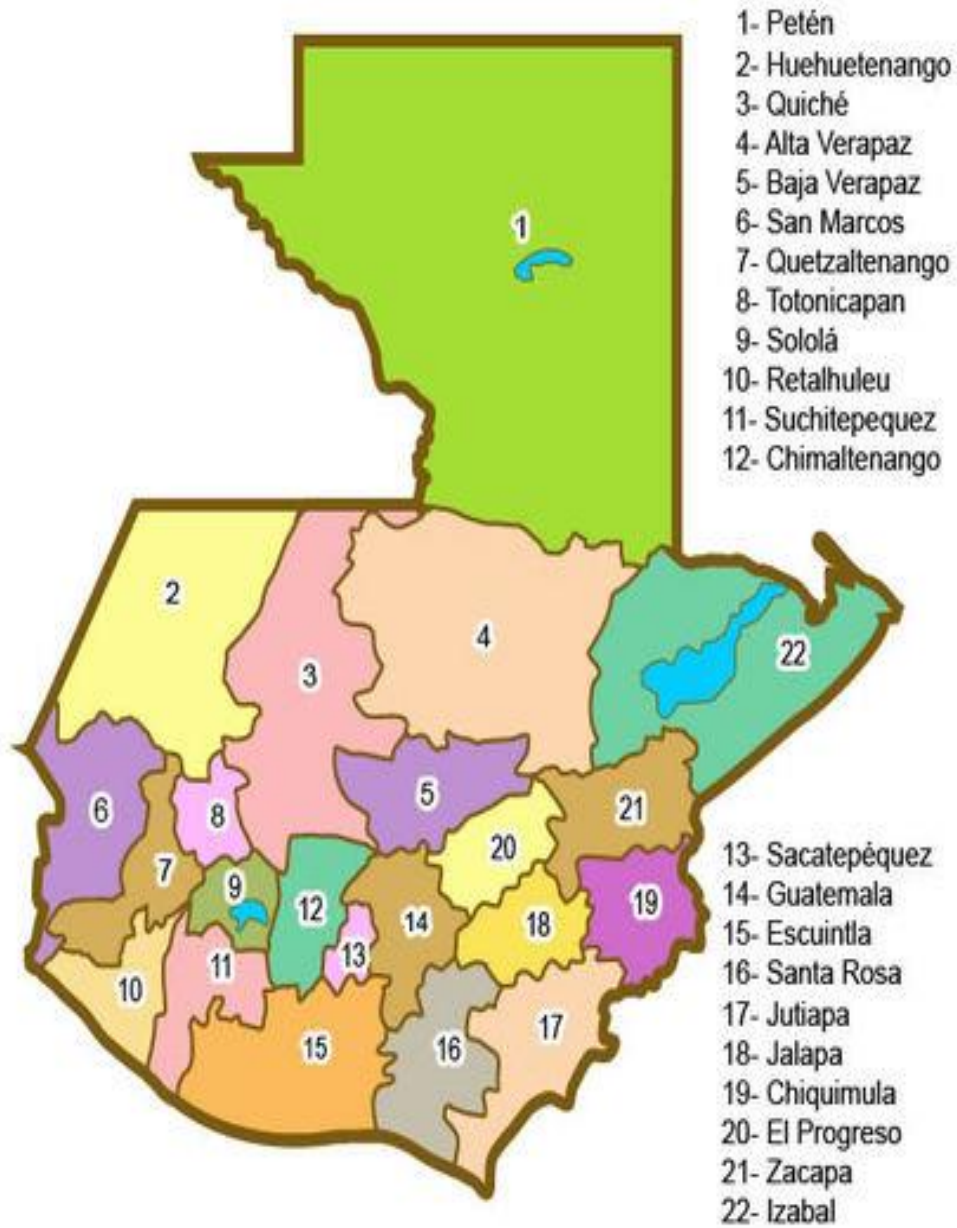 1- Petén
2- Huehuetenango
3- Quiché
4- Alta Verapaz
5- Baja Verapaz
6- San Marcos
7- Quetzaltenango
8- Totonicapan
9- Sololá
10- Retalhuleu
11- Suchitepequez
12- Chimaltenango
1
2
3
4
22
5
6
8
7
21
20
9
12
19
14
18
13
11
10
17
15
16
13- Sacatepéquez
14- Guatemala
15- Escuintla
16- Santa Rosa
17- Jutiapa
18- Jalapa
19- Chiquimula
20- El Progreso
21- Zacapa
22- Izabal